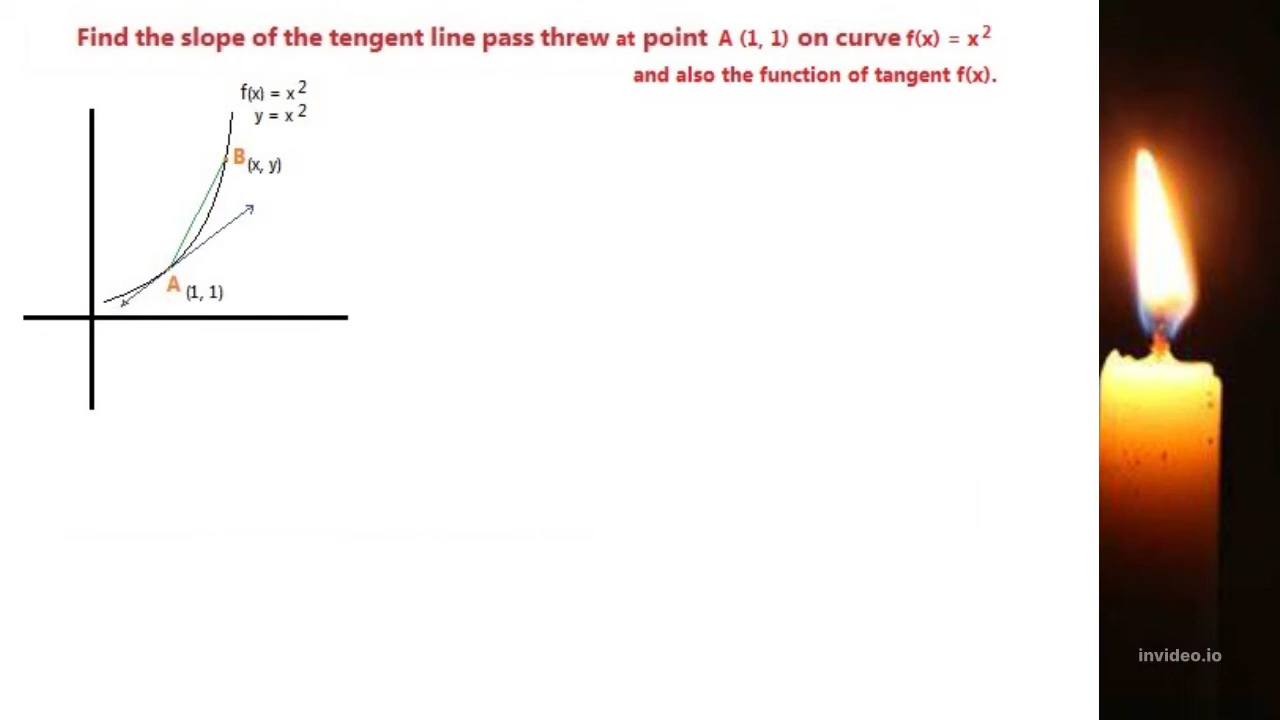 Find the slope of the tengent line pass threw at point A (1, 1) on curve f(x) = x²
and also the function of tangent f(x).
f(x) = x²
y = x²
B (x, y)
A (1, 1)
invideo.io